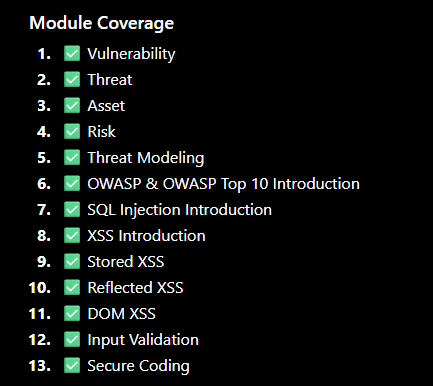 Module Coverage
1. ✅ Vulnerability
2. ✅ Threat
3. ✅ Asset
4. ✅ Risk
5. ✅ Threat Modeling
6. ✅ OWASP & OWASP Top 10 Introduction
7. ✅ SQL Injection Introduction
8. ✅ XSS Introduction
9. ✅ Stored XSS
10. ✅ Reflected XSS
11. ✅ DOM XSS
12. ✅ Input Validation
13. ✅ Secure Coding